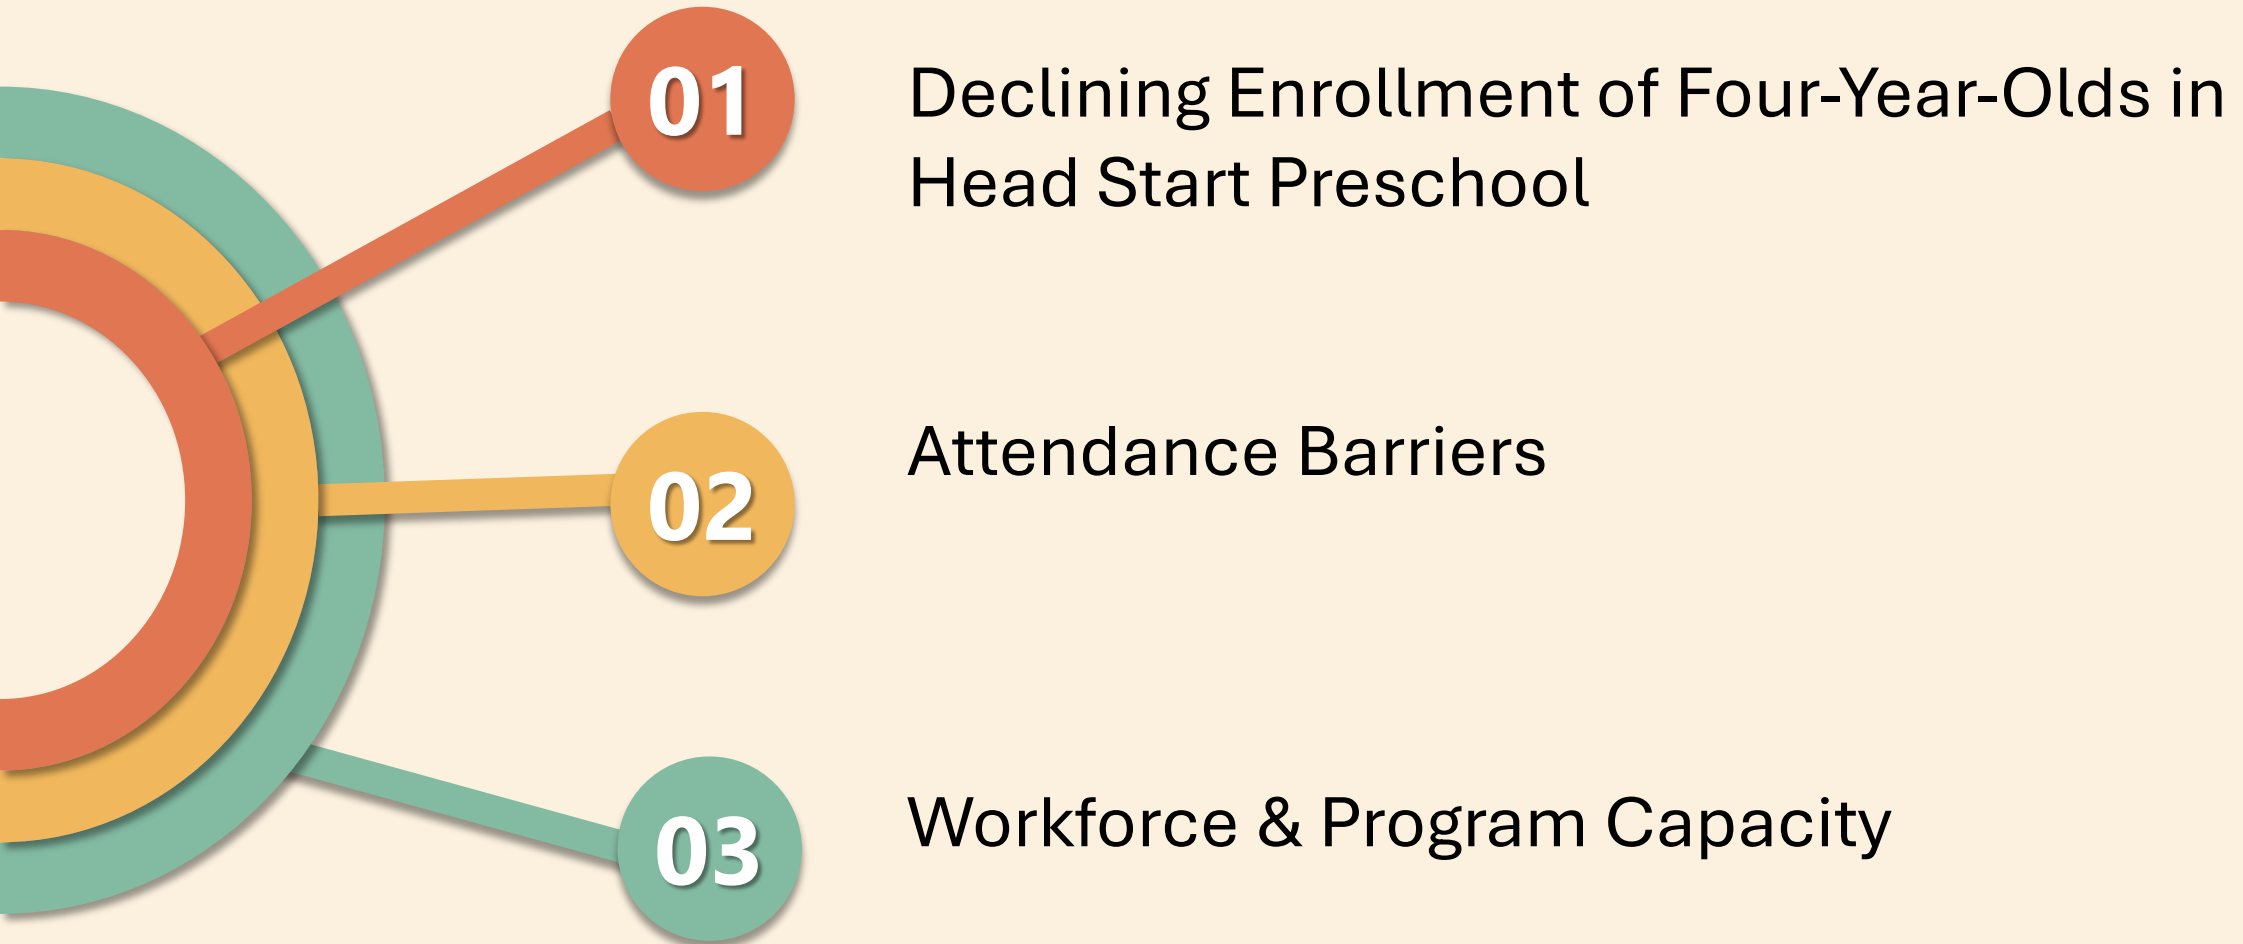 01
Declining Enrollment of Four-Year-Olds in
Head Start Preschool
02
Attendance Barriers
03
Workforce & Program Capacity